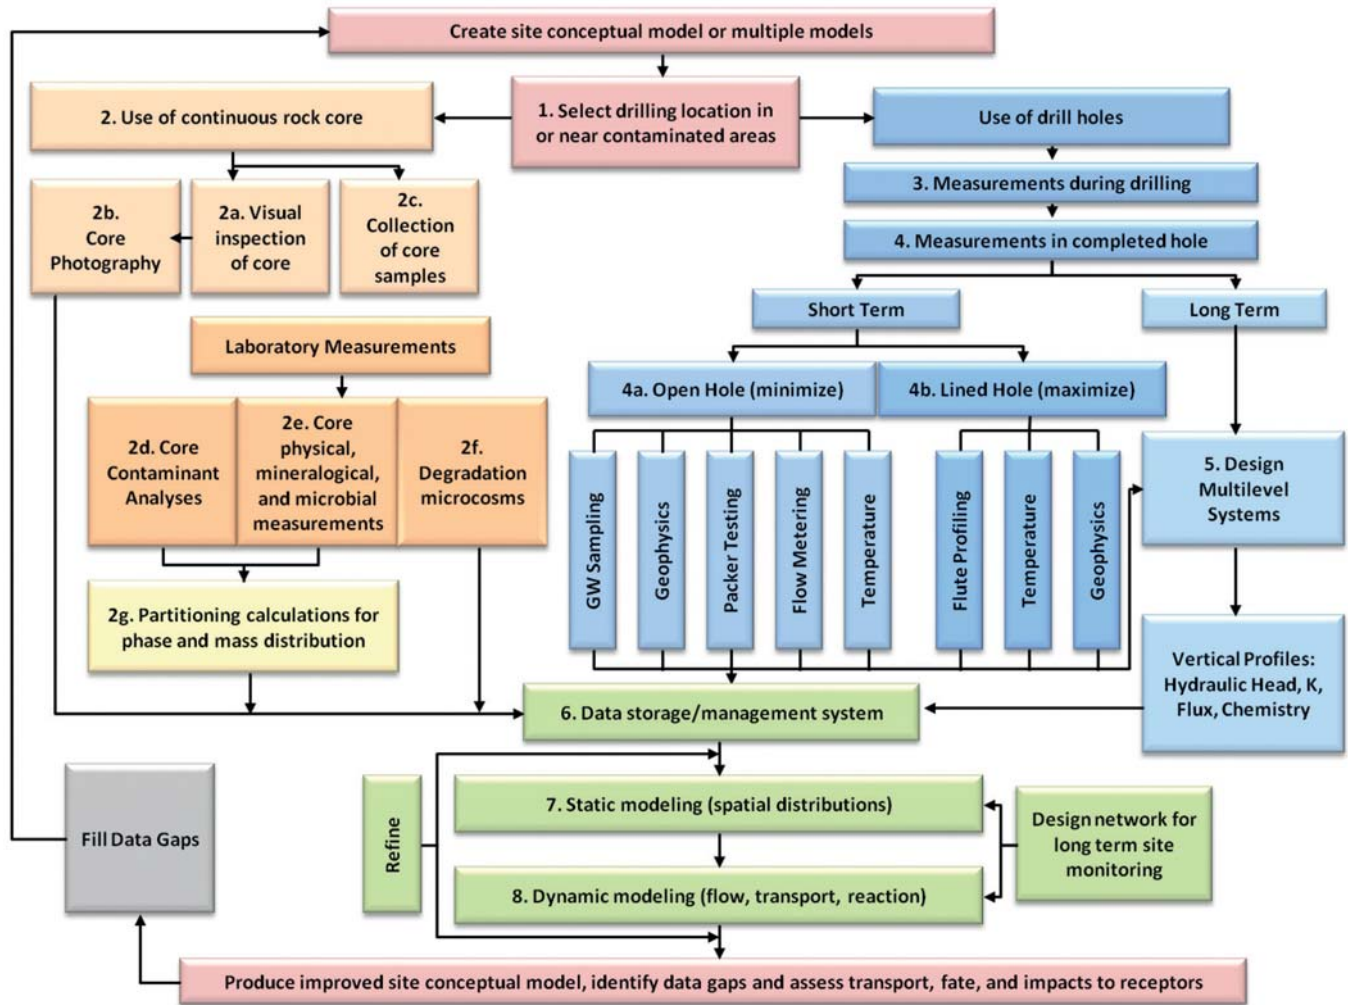 Create site conceptual model or multiple models
2. Use of continuous rock core
1. Select drilling location in
or near contaminated areas
Use of drill holes
3. Measurements during drilling
2b.
Core
Photography
2a. Visual
inspection
of core
2c.
Collection
of core
samples
4. Measurements in completed hole
Short Term
Long Term
Laboratory Measurements
4a. Open Hole (minimize)
4b. Lined Hole (maximize)
2d. Core
Contaminant
Analyses
2e. Core
physical,
mineralogical,
and microbial
measurements
2f.
Degradation
microcosms
GW Sampling
Geophysics
Packer Testing
Flow Metering
Temperature
Flute Profiling
Temperature
Geophysics
5. Design
Multilevel
Systems
2g. Partitioning calculations for
phase and mass distribution
Vertical Profiles:
Hydraulic Head, K,
Flux, Chemistry
6. Data storage/management system
Fill Data Gaps
Refine
7. Static modeling (spatial distributions)
Design network for
long term site
monitoring
8. Dynamic modeling (flow, transport, reaction)
Produce improved site conceptual model, identify data gaps and assess transport, fate, and impacts to receptors